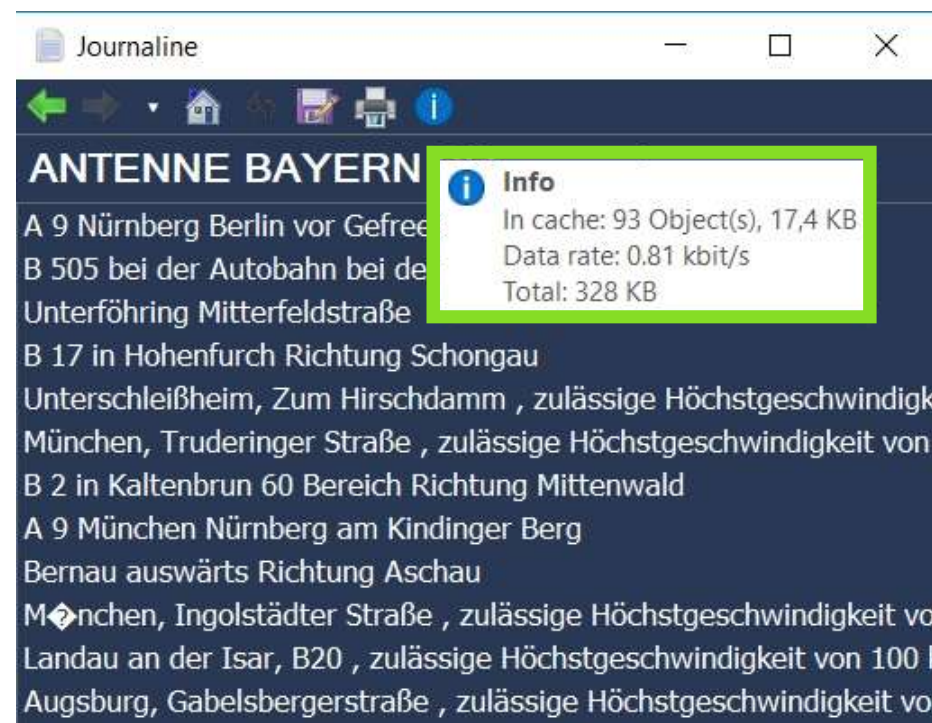 Journaline
ANTENNE BAYERN
Info
In cache: 93 Object(s), 17,4 KB
Data rate: 0.81 kbit/s
Total: 328 KB
A 9 Nürnberg Berlin vor Gefree
B 505 bei der Autobahn bei de
Unterföhring Mitterfeldstraße
B 17 in Hohenfurch Richtung Schongau
Unterschleißheim, Zum Hirschdamm , zulässige Höchstgeschwindigk
München, Truderinger Straße , zulässige Höchstgeschwindigkeit von
B 2 in Kaltenbrun 60 Bereich Richtung Mittenwald
A 9 München Nürnberg am Kindinger Berg
Bernau auswärts Richtung Aschau
M�nchen, Ingolstädter Straße , zulässige Höchstgeschwindigkeit vo
Landau an der Isar, B20 , zulässige Höchstgeschwindigkeit von 100
Augsburg, Gabelsbergerstraße , zulässige Höchstgeschwindigkeit vo